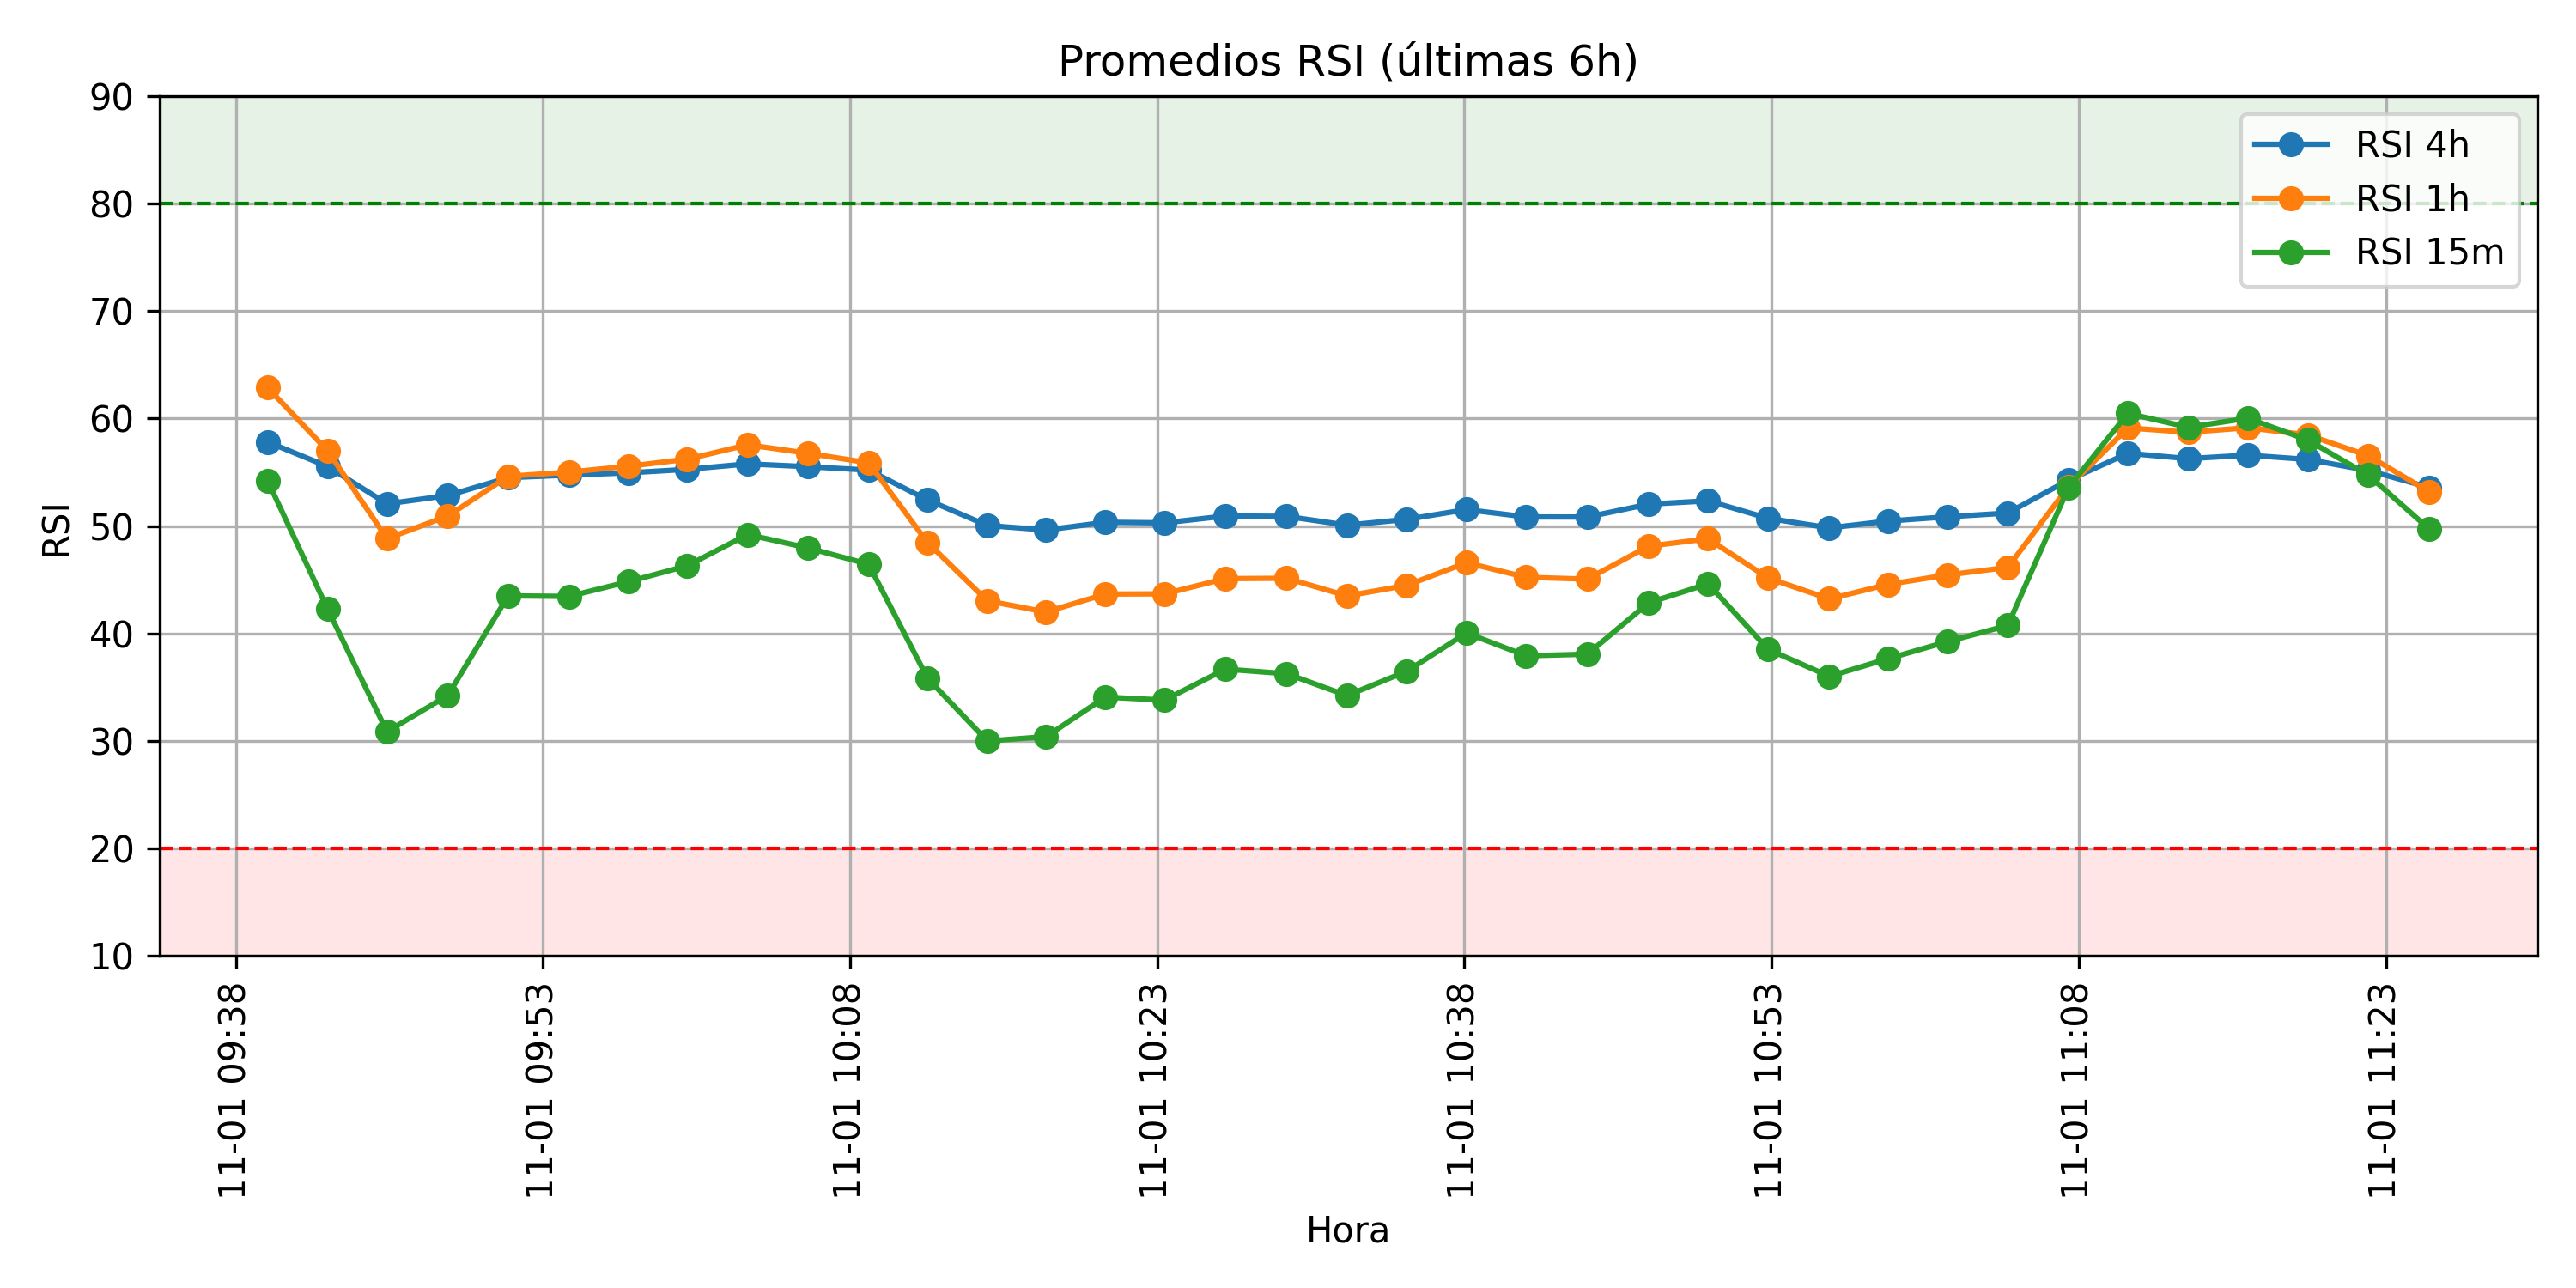 Promedios RSI (últimas 6h)
90
80
70
60
50
40
30
20
10
RSI
RSI 4h
RSI 1h
RSI 15m
11-01 09:38
11-01 09:53
11-01 10:08
11-01 10:23
11-01 10:38
11-01 10:53
11-01 11:08
11-01 11:23
Hora